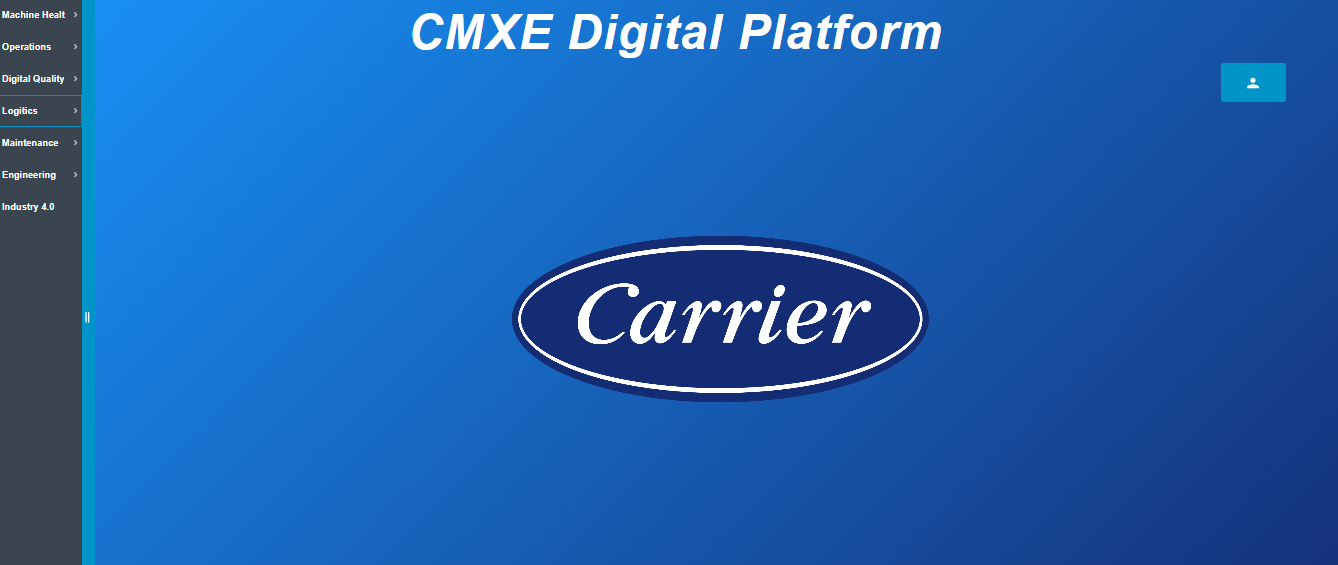 CMXE Digital Platform
Machine Healt
Operations
Digital Quality
Logitics
Maintenance
Engineering
Industry 4.0
Carrier